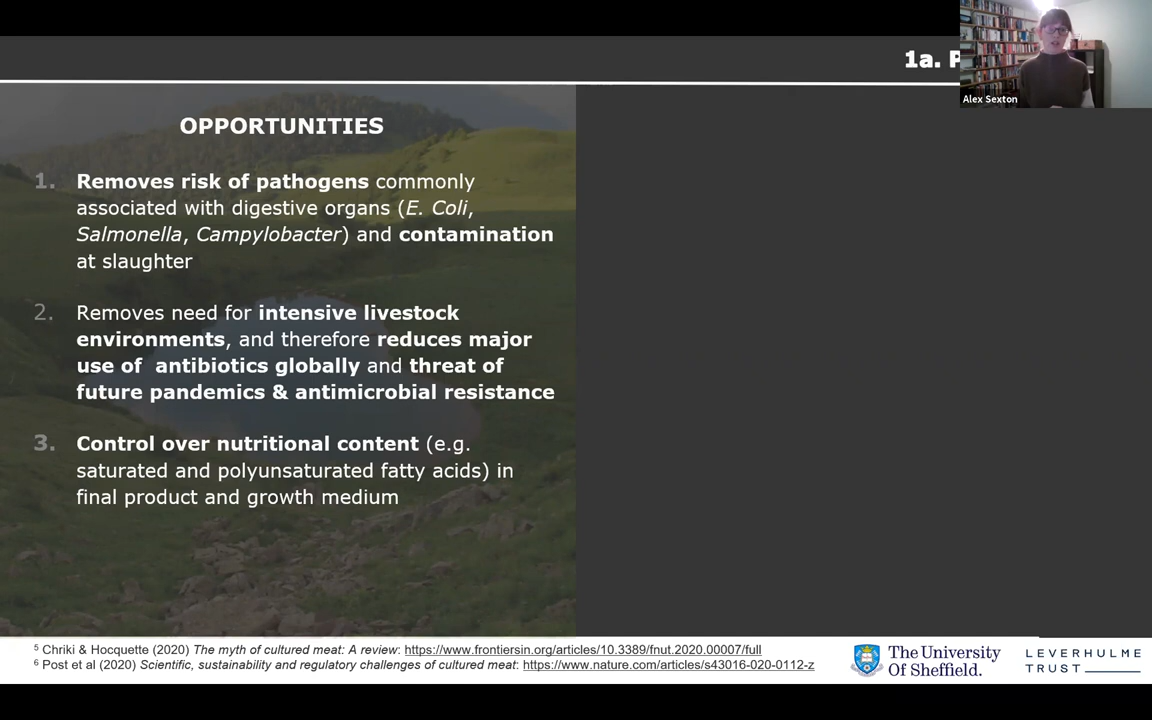 1a. P
Alex Sexton
OPPORTUNITIES
1. Removes risk of pathogens commonly
associated with digestive organs (E. Coli,
Salmonella, Campylobacter) and contamination
at slaughter
2. Removes need for intensive livestock
environments, and therefore reduces major
use of antibiotics globally and threat of
future pandemics & antimicrobial resistance
3. Control over nutritional content (e.g.
saturated and polyunsaturated fatty acids) in
final product and growth medium
5 Chriki & Hocquette (2020) The myth of cultured meat: A review: https://www.frontiersin.org/articles/10.3389/fnut.2020.00007/full
6 Post et al (2020) Scientific, sustainability and regulatory challenges of cultured meat: https://www.nature.com/articles/s43016-020-0112-z
The University
Of Sheffield.
LEVERHULME
TRUST